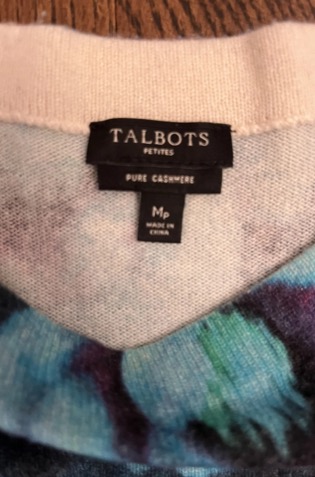 TALBOTS
PETITES
PURE CASHMERE
MP
MADE IN
CHINA